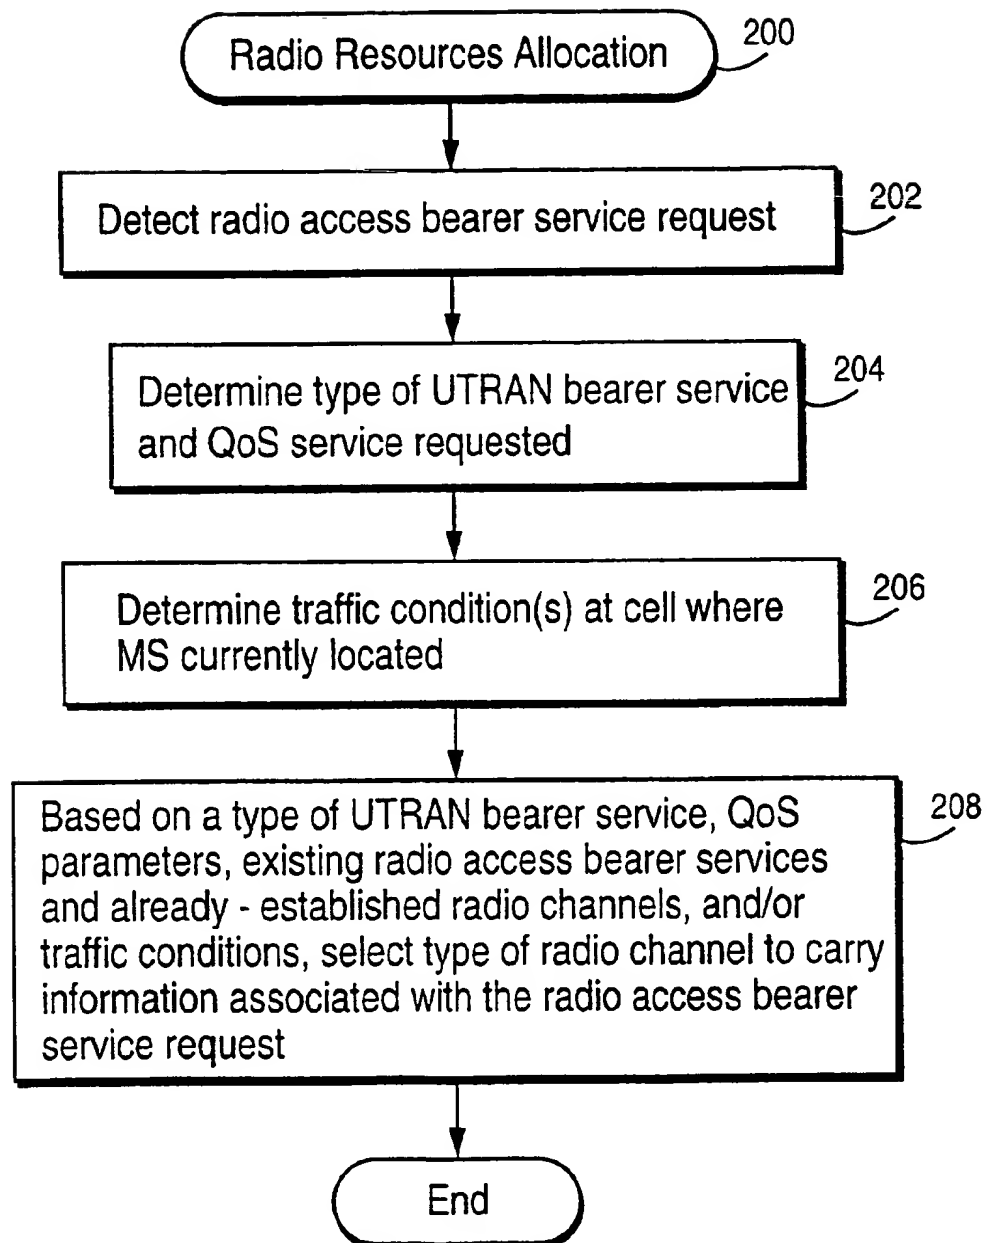 Radio Resources Allocation
200
Detect radio access bearer service request
202
Determine type of UTRAN bearer service
and QoS service requested
204
Determine traffic condition(s) at cell where
MS currently located
206
Based on a type of UTRAN bearer service, QoS
parameters, existing radio access bearer services
and already - established radio channels, and/or
traffic conditions, select type of radio channel to carry
information associated with the radio access bearer
service request
208
End